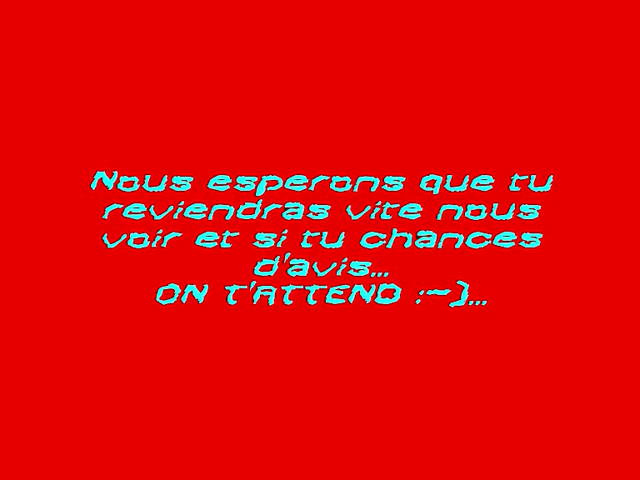 Nous esperons que tu
reviendras vite nous
voir et si tu chances
d'avis...
ON T'ATTEND :-)...